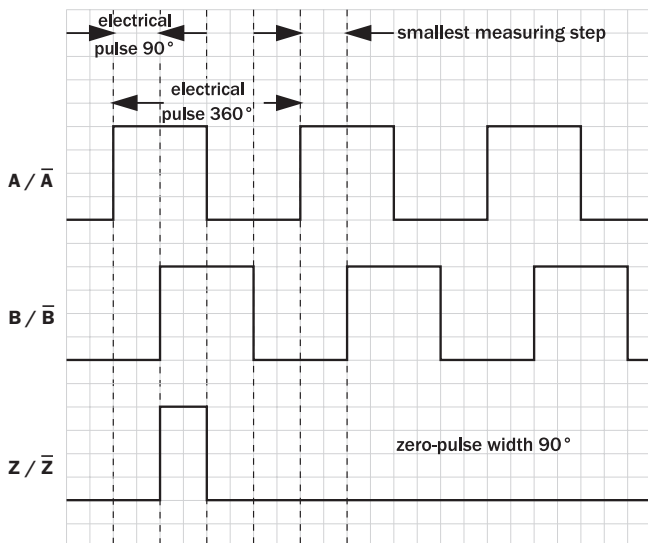 electrical
pulse 90°
smallest measuring step
electrical
pulse 360°
A / A̅
B / B̅
Z / Z̅
zero-pulse width 90°